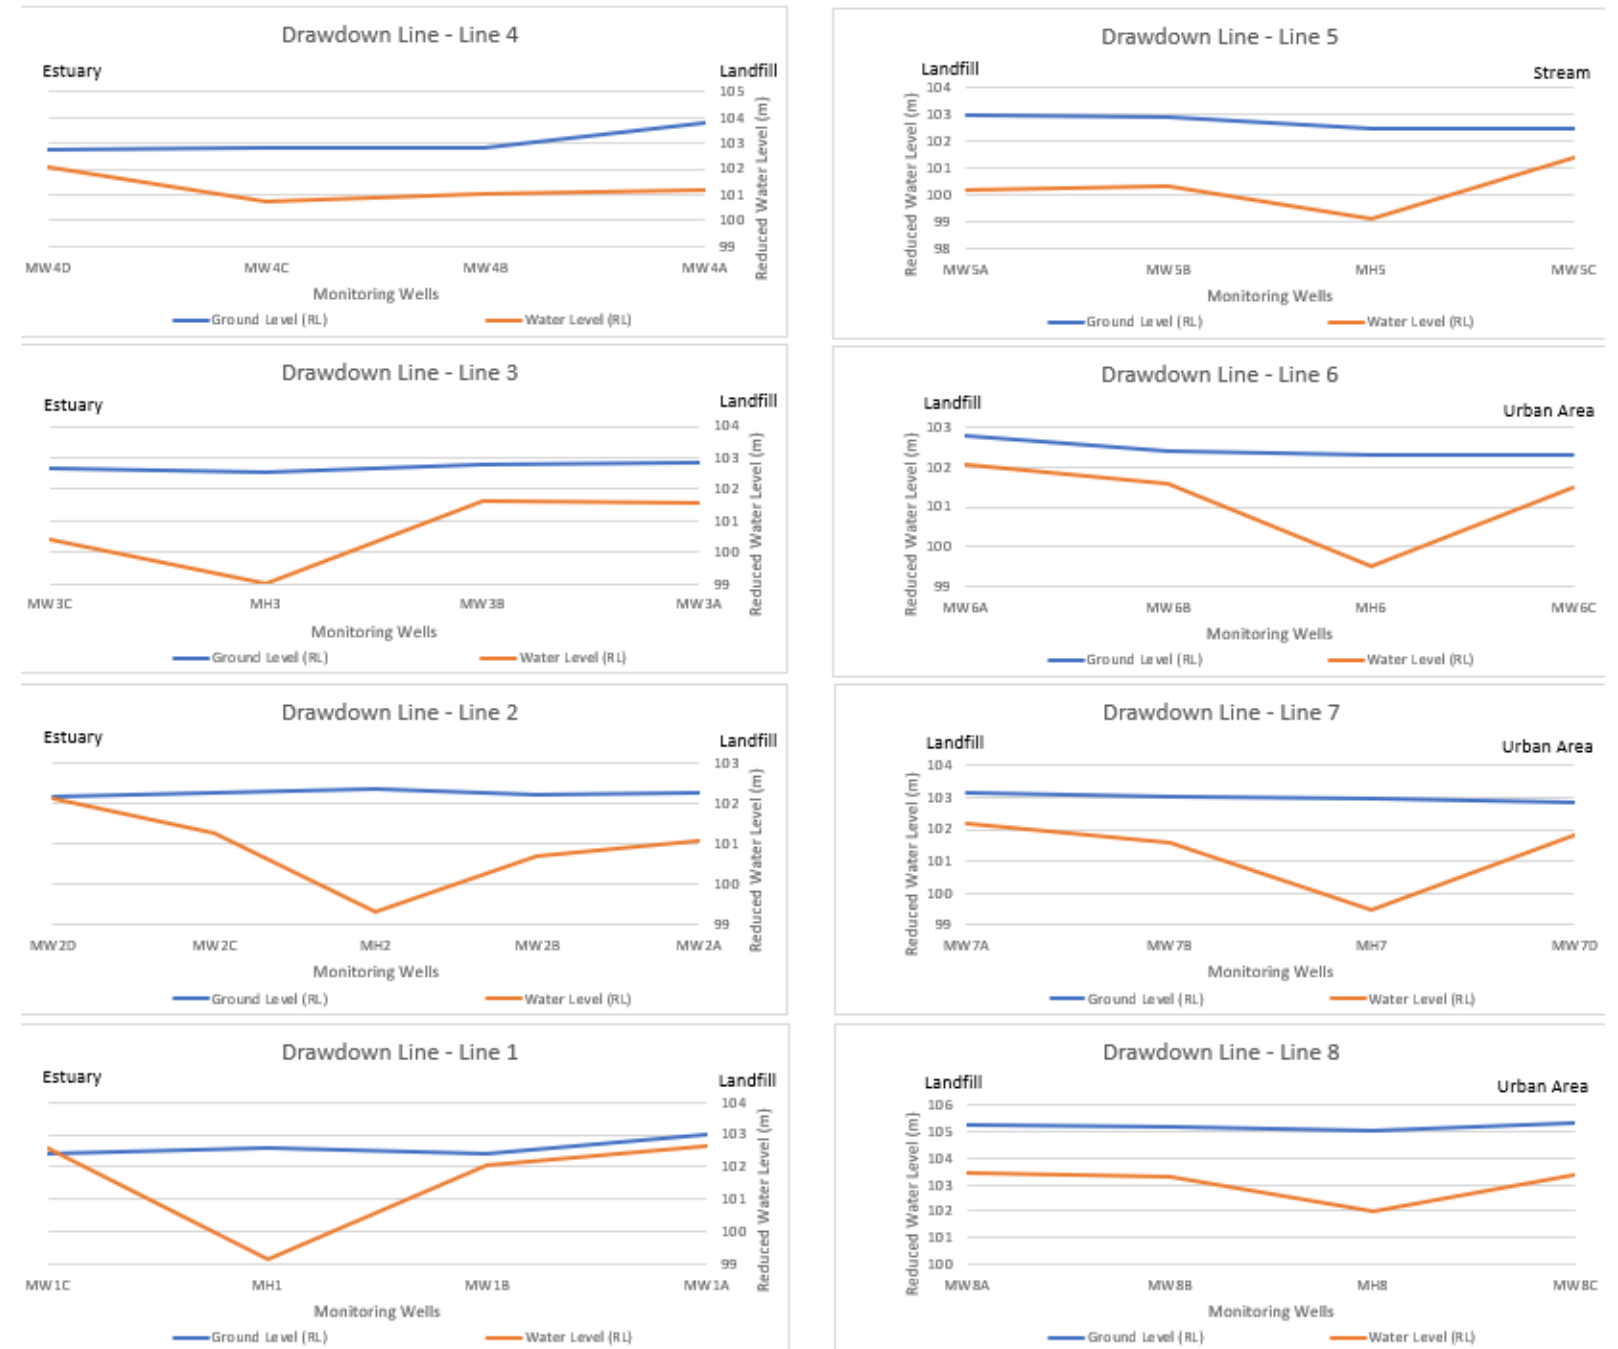 Drawdown Line - Line 4
Estuary
Landfill
105
104
103
102
101
100
99
Reduced Water Level (m)
MW4D MW4C MW4B MW4A
Monitoring Wells
Ground Level (RL) Water Level (RL)
Drawdown Line - Line 5
Landfill
Stream
104
103
102
101
100
99
98
Reduced Water Level (m)
MW5A MW5B MH5 MW5C
Monitoring Wells
Ground Level (RL) Water Level (RL)
Drawdown Line - Line 3
Estuary
Landfill
104
103
102
101
100
99
Reduced Water Level (m)
MW3C MH3 MW3B MW3A
Monitoring Wells
Ground Level (RL) Water Level (RL)
Drawdown Line - Line 6
Landfill
Urban Area
103
102
101
100
99
Reduced Water Level (m)
MW6A MW6B MH6 MW6C
Monitoring Wells
Ground Level (RL) Water Level (RL)
Drawdown Line - Line 2
Estuary
Landfill
103
102
101
100
99
Reduced Water Level (m)
MW2D MW2C MH2 MW2B MW2A
Monitoring Wells
Ground Level (RL) Water Level (RL)
Drawdown Line - Line 7
Landfill
Urban Area
104
103
102
101
100
99
Reduced Water Level (m)
MW7A MW7B MH7 MW7D
Monitoring Wells
Ground Level (RL) Water Level (RL)
Drawdown Line - Line 1
Estuary
Landfill
104
103
102
101
100
99
Reduced Water Level (m)
MW1C MH1 MW1B MW1A
Monitoring Wells
Ground Level (RL) Water Level (RL)
Drawdown Line - Line 8
Landfill
Urban Area
106
105
104
103
102
101
100
Reduced Water Level (m)
MW8A MW8B MH8 MW8C
Monitoring Wells
Ground Level (RL) Water Level (RL)